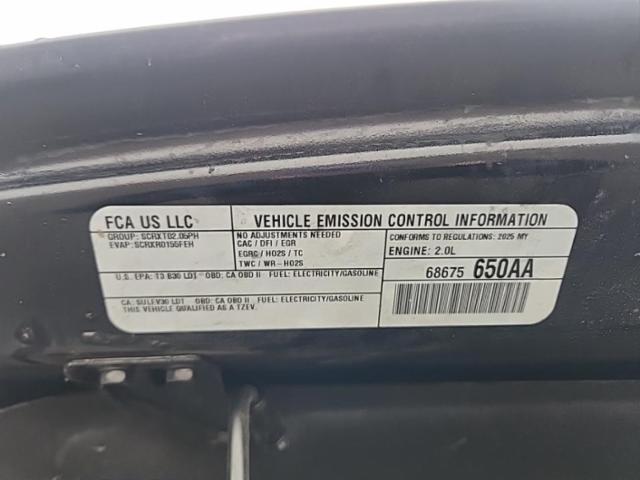 FCA US LLC
GROUP: SCRXT02.05PH
EVAP: SCRXR0155FEH
VEHICLE EMISSION CONTROL INFORMATION
NO ADJUSTMENTS NEEDED
CAC / DFI / EGR
EGRC / HO2S / TC
TWC / WR-HO2S
CONFORMS TO REGULATIONS: 2025 MY
ENGINE: 2.0L
68675 650AA
U.S. EPA: T3 B30 LDT OBD: CA OBD II FUEL: ELECTRICITY/GASOLINE
CA: SULEV30 LDT OBD: CA OBD II FUEL: ELECTRICITY/GASOLINE
THIS VEHICLE QUALIFIED AS A TZEV.